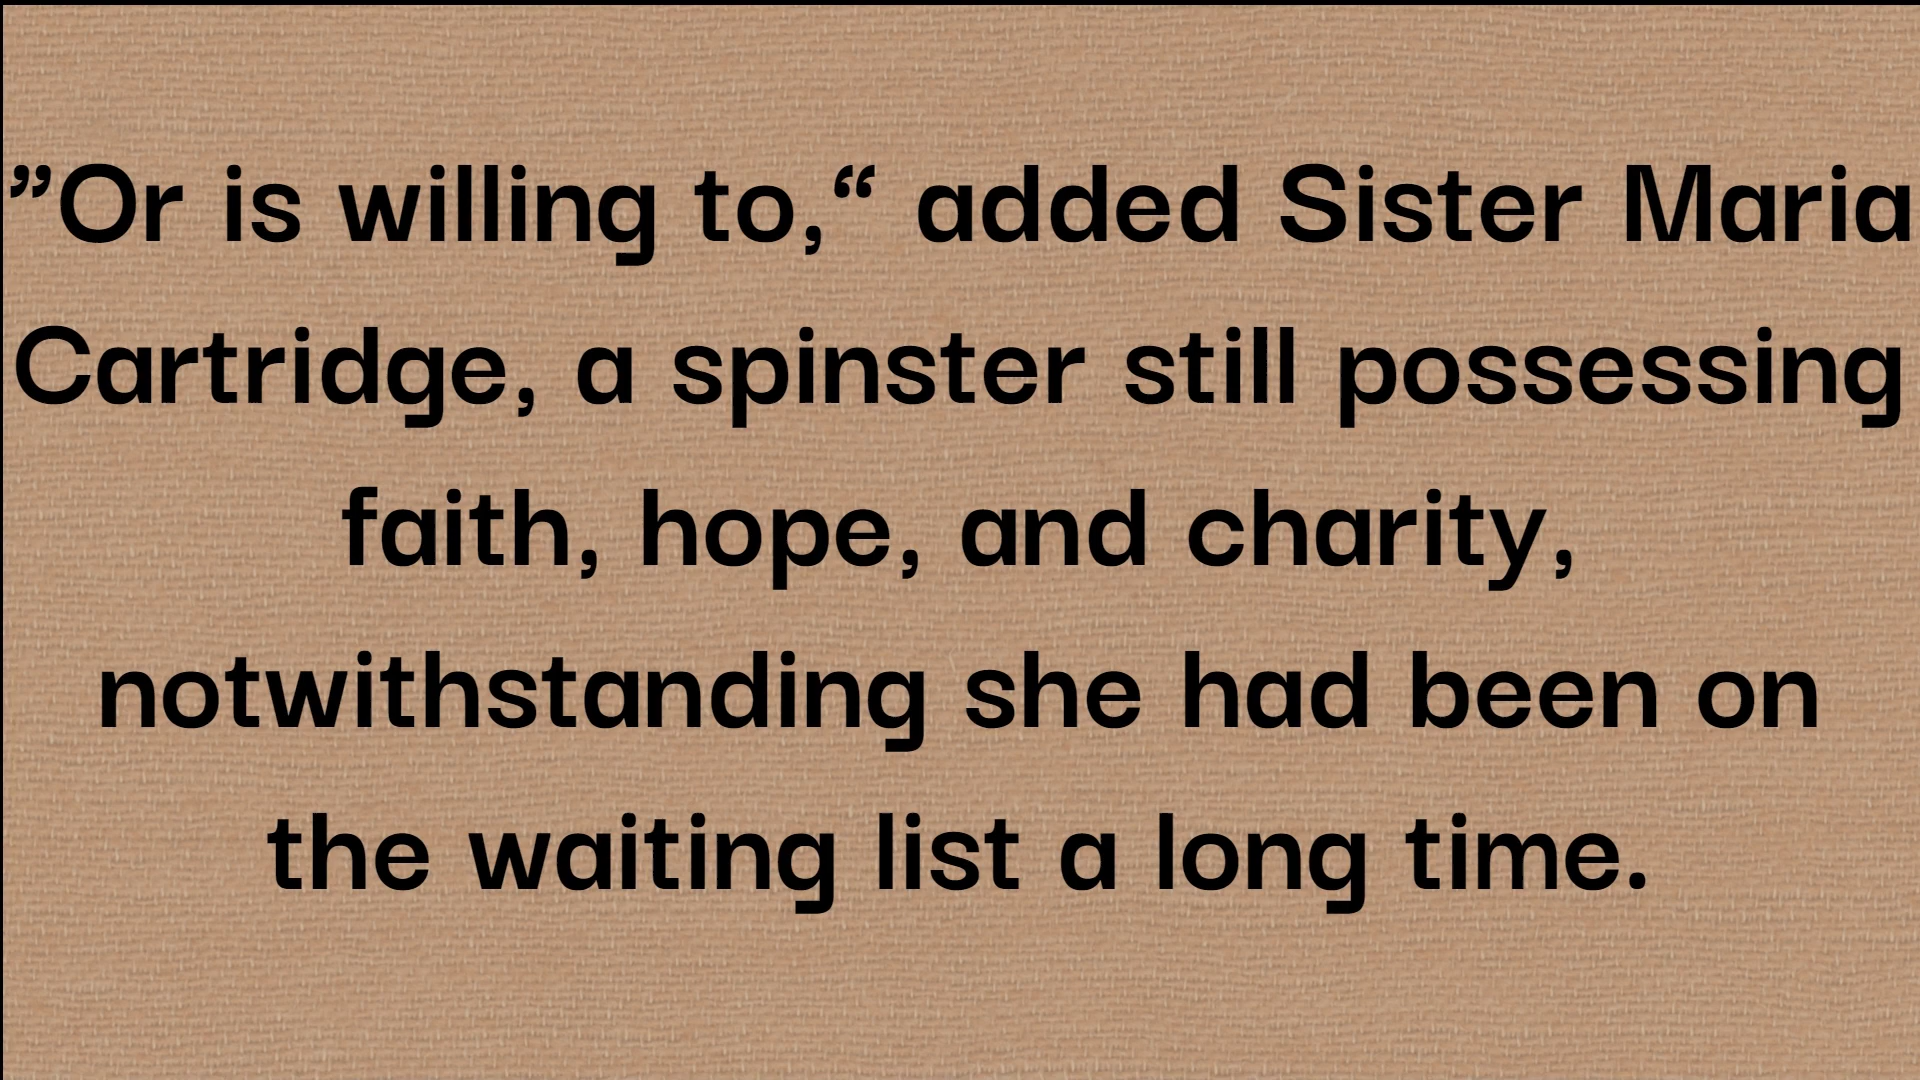 ”Or is willing to,“ added Sister Maria
Cartridge, a spinster still possessing
faith, hope, and charity,
notwithstanding she had been on
the waiting list a long time.